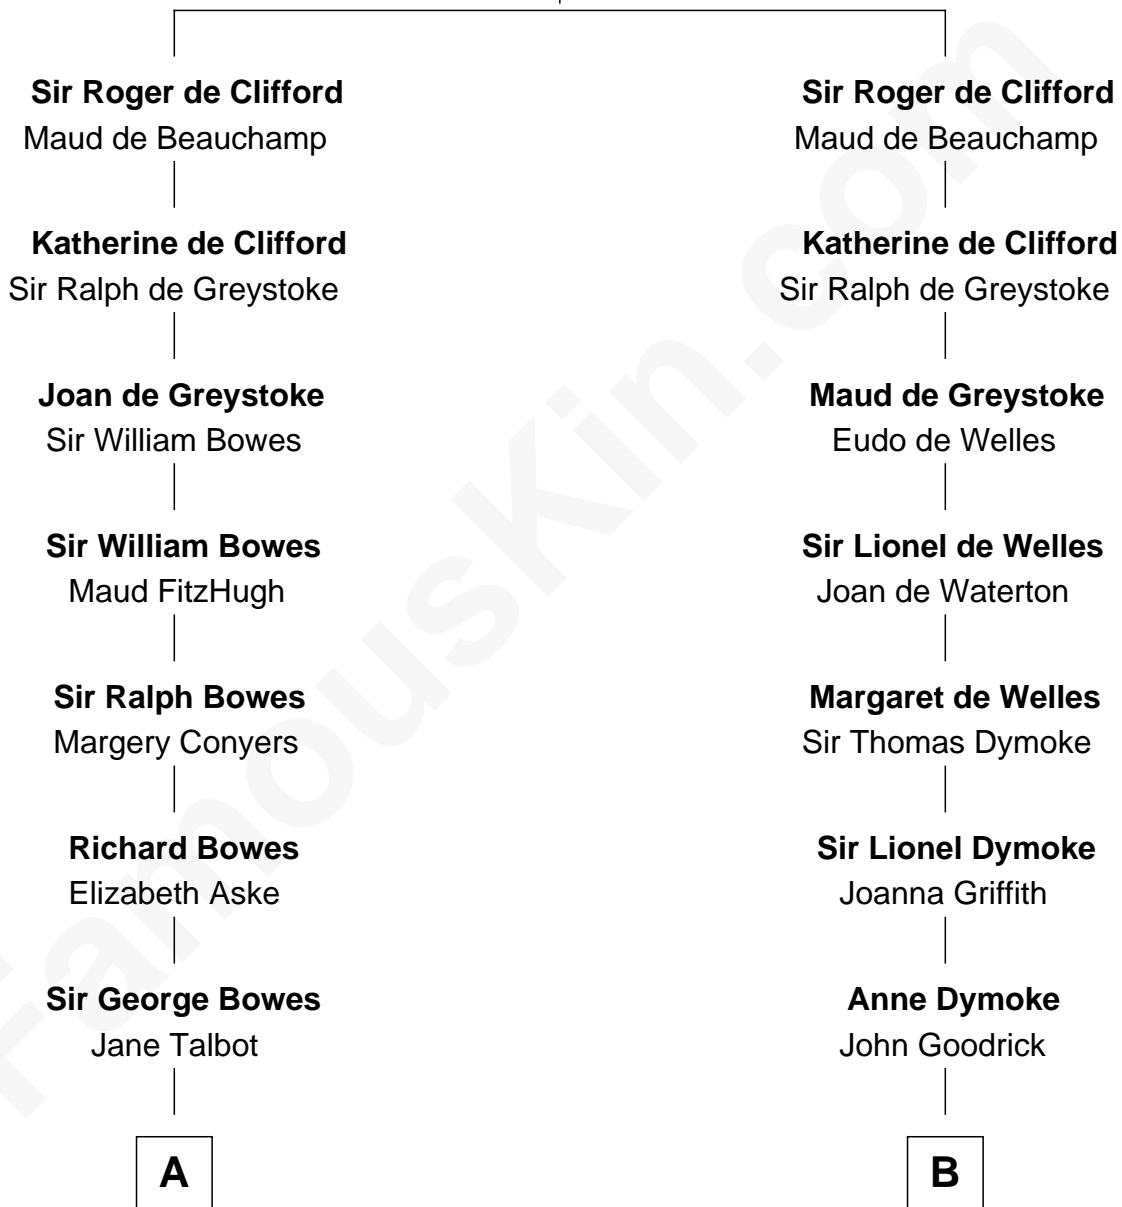 Sir Roger de Clifford
Maud de Beauchamp
Katherine de Clifford
Sir Ralph de Greystoke
Joan de Greystoke
Sir William Bowes
Sir William Bowes
Maud FitzHugh
Sir Ralph Bowes
Margery Conyers
Richard Bowes
Elizabeth Aske
Sir George Bowes
Jane Talbot
A
Sir Roger de Clifford
Maud de Beauchamp
Katherine de Clifford
Sir Ralph de Greystoke
Maud de Greystoke
Eudo de Welles
Sir Lionel de Welles
Joan de Waterton
Margaret de Welles
Sir Thomas Dymoke
Sir Lionel Dymoke
Joanna Griffith
Anne Dymoke
John Goodrick
B
FamousKin.com